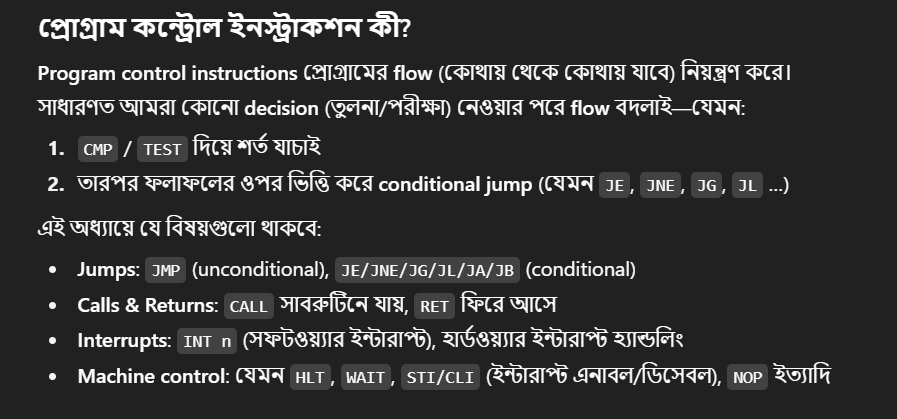 প্রোগ্রাম কন্ট্রোল ইনস্ট্রাকশন কী?
Program control instructions প্রোগ্রামের flow (কোথায় থেকে কোথায় যাবে) নিয়ন্ত্রণ করে।
সাধারণত আমরা কোনো decision (তুলনা/পরীক্ষা) নেওয়ার পরে flow বদলাই—যেমন:
1. CMP / TEST দিয়ে শর্ত যাচাই
2. তারপর ফলাফলের ওপর ভিত্তি করে conditional jump (যেমন JE, JNE, JG, JL ...)
এই অধ্যায়ে যে বিষয়গুলো থাকবে:
• Jumps: JMP (unconditional), JE/JNE/JG/JL/JA/JB (conditional)
• Calls & Returns: CALL সাবরুটিনে যায়, RET ফিরে আসে
• Interrupts: INT n (সফটওয়্যার ইন্টারাপ্ট), হার্ডওয়্যার ইন্টারাপ্ট হ্যান্ডলিং
• Machine control: যেমন HLT, WAIT, STI/CLI (ইন্টারাপ্ট এনাবল/ডিসেবল), NOP ইত্যাদি